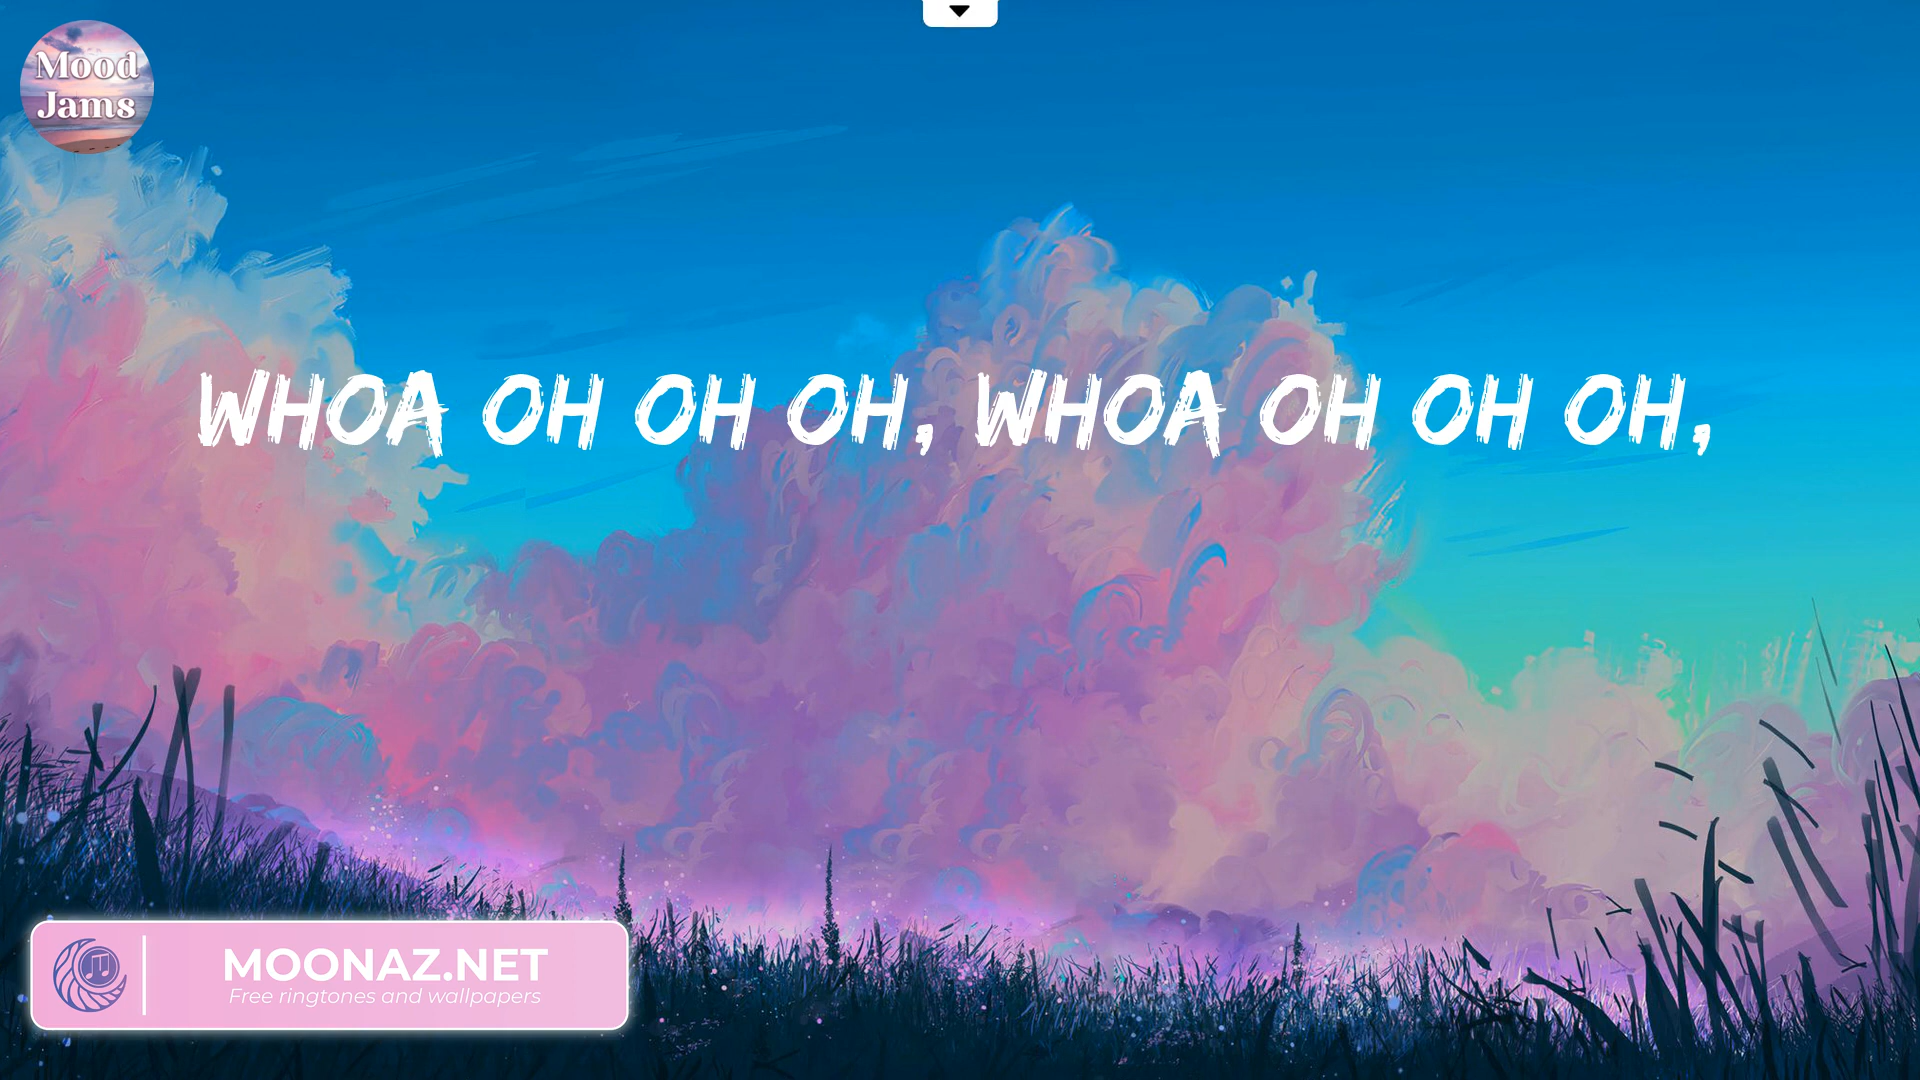 Mood
Jams
WHOA OH OH OH, WHOA OH OH OH,
MOONAZ.NET
Free ringtones and wallpapers